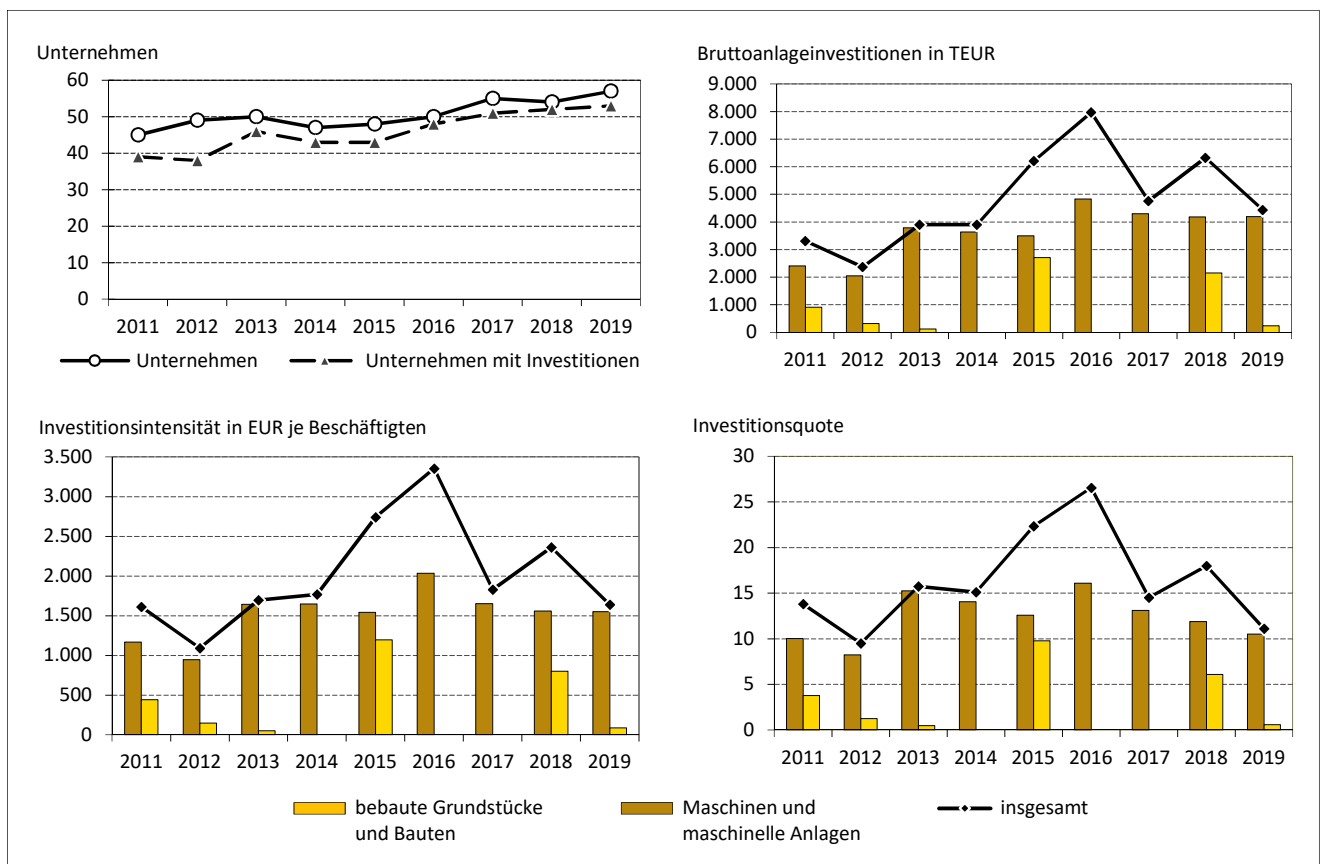 Unternehmen
60
50
40
30
20
10
0
2011 2012 2013 2014 2015 2016 2017 2018 2019
Unternehmen Unternehmen mit Investitionen
Bruttoanlageinvestitionen in TEUR
9.000
8.000
7.000
6.000
5.000
4.000
3.000
2.000
1.000
0
2011 2012 2013 2014 2015 2016 2017 2018 2019
Investitionsintensität in EUR je Beschäftigten
3.500
3.000
2.500
2.000
1.500
1.000
500
0
2011 2012 2013 2014 2015 2016 2017 2018 2019
Investitionsquote
30
25
20
15
10
5
0
2011 2012 2013 2014 2015 2016 2017 2018 2019
bebaute Grundstücke
und Bauten
Maschinen und
maschinelle Anlagen
insgesamt